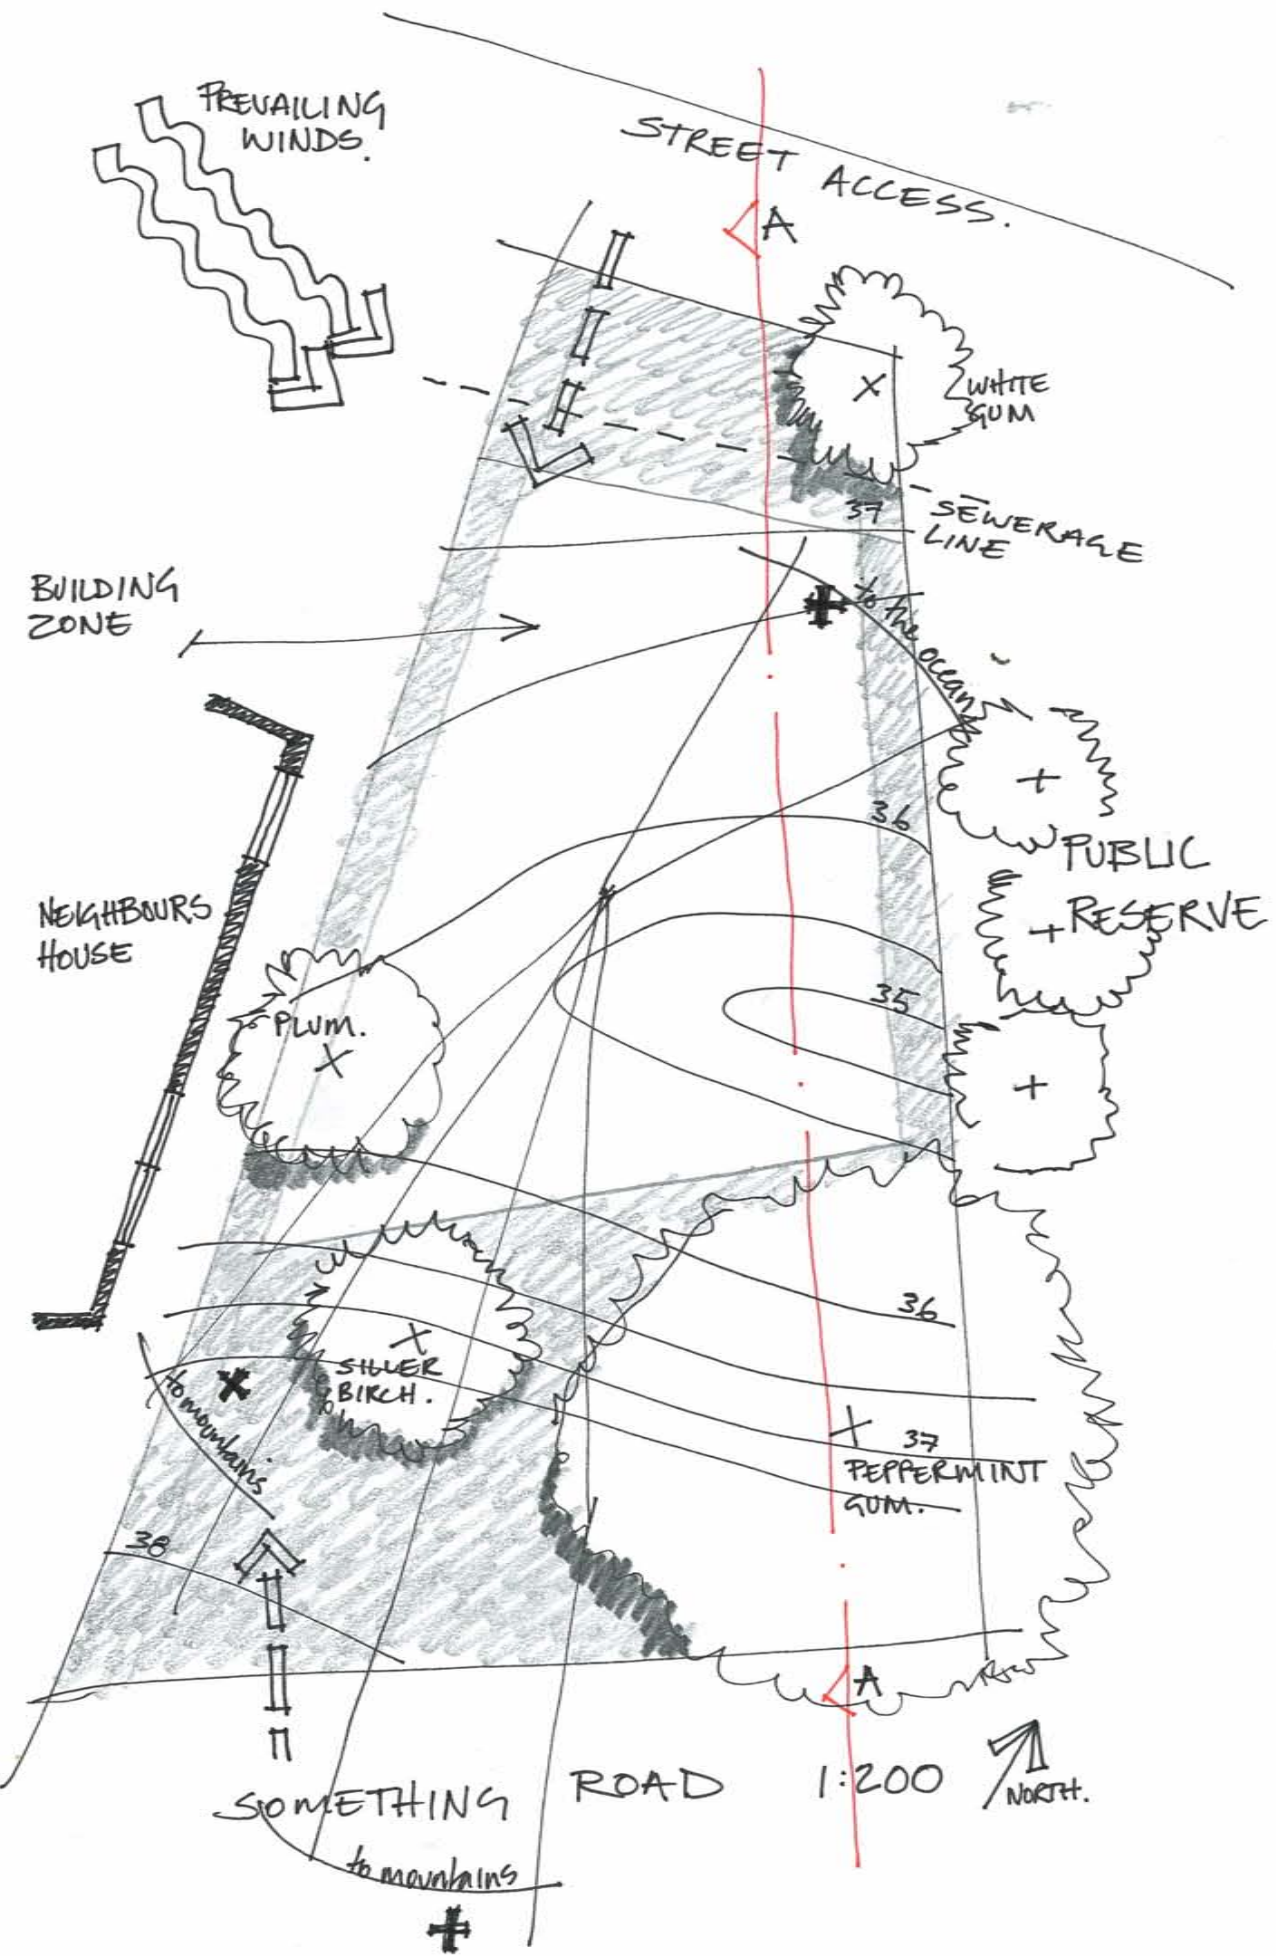 PREVAILING
WINDS.
STREET ACCESS.
A
WHITE
GUM
37
SEWERAGE
LINE
BUILDING
ZONE
to the ocean
36
PUBLIC
RESERVE
NEIGHBOURS
HOUSE
35
PLUM.
36
SILVER
BIRCH.
to mountains
37
PEPPERMINT
GUM.
38
A
SOMETHING ROAD 1:200
NORTH.
to mountains